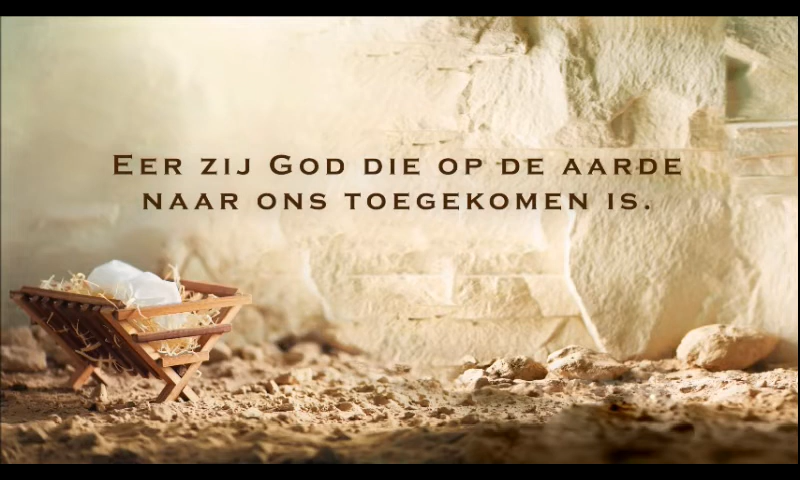 Eer zij God die op de aarde
naar ons toegekomen is.